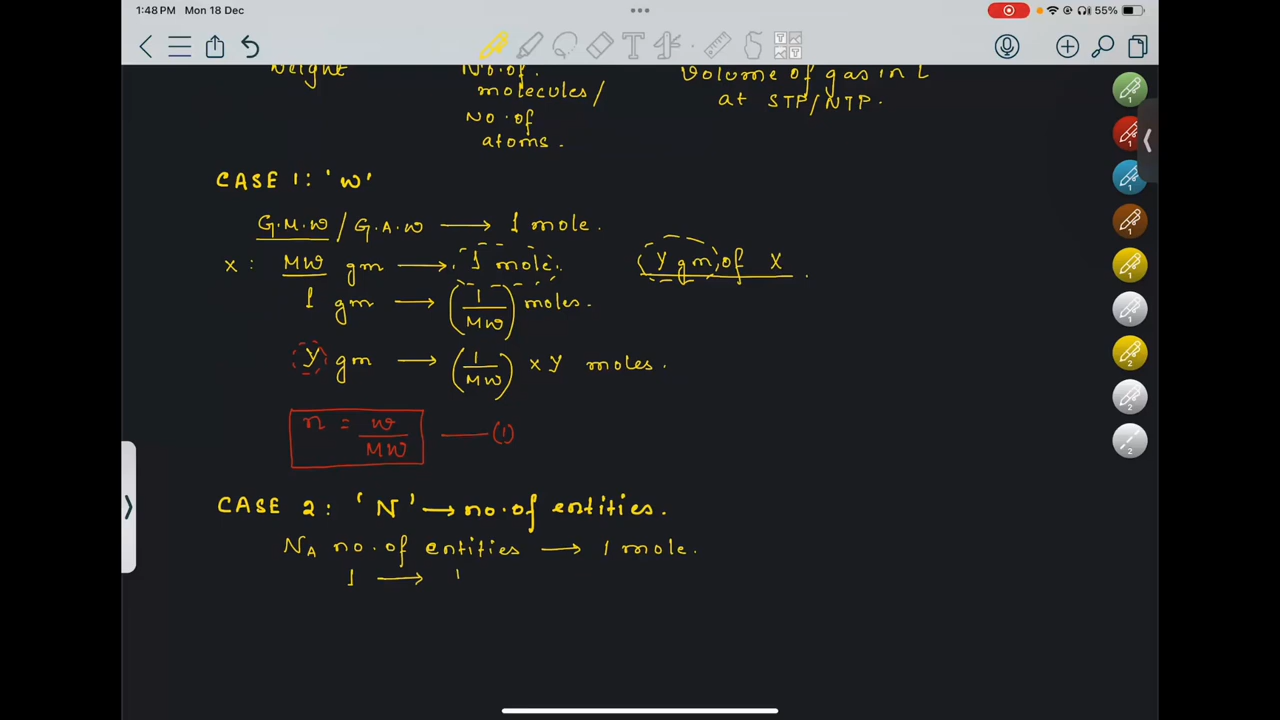 1:48 PM Mon 18 Dec
55%
Weight No. of. Volume of gas in L
molecules/ at STP/NTP.
No. of
atoms.
CASE 1: 'W'
G.M.W / G.A.W → 1 mole.
X: MW gm → 1 mole. Y gm of X.
1 gm → (1/MW) moles.
Y gm → (1/MW) x Y moles.
n = W/MW — (1)
CASE 2: 'N' → no. of entities.
NA no. of entities → 1 mole.
1 → 1